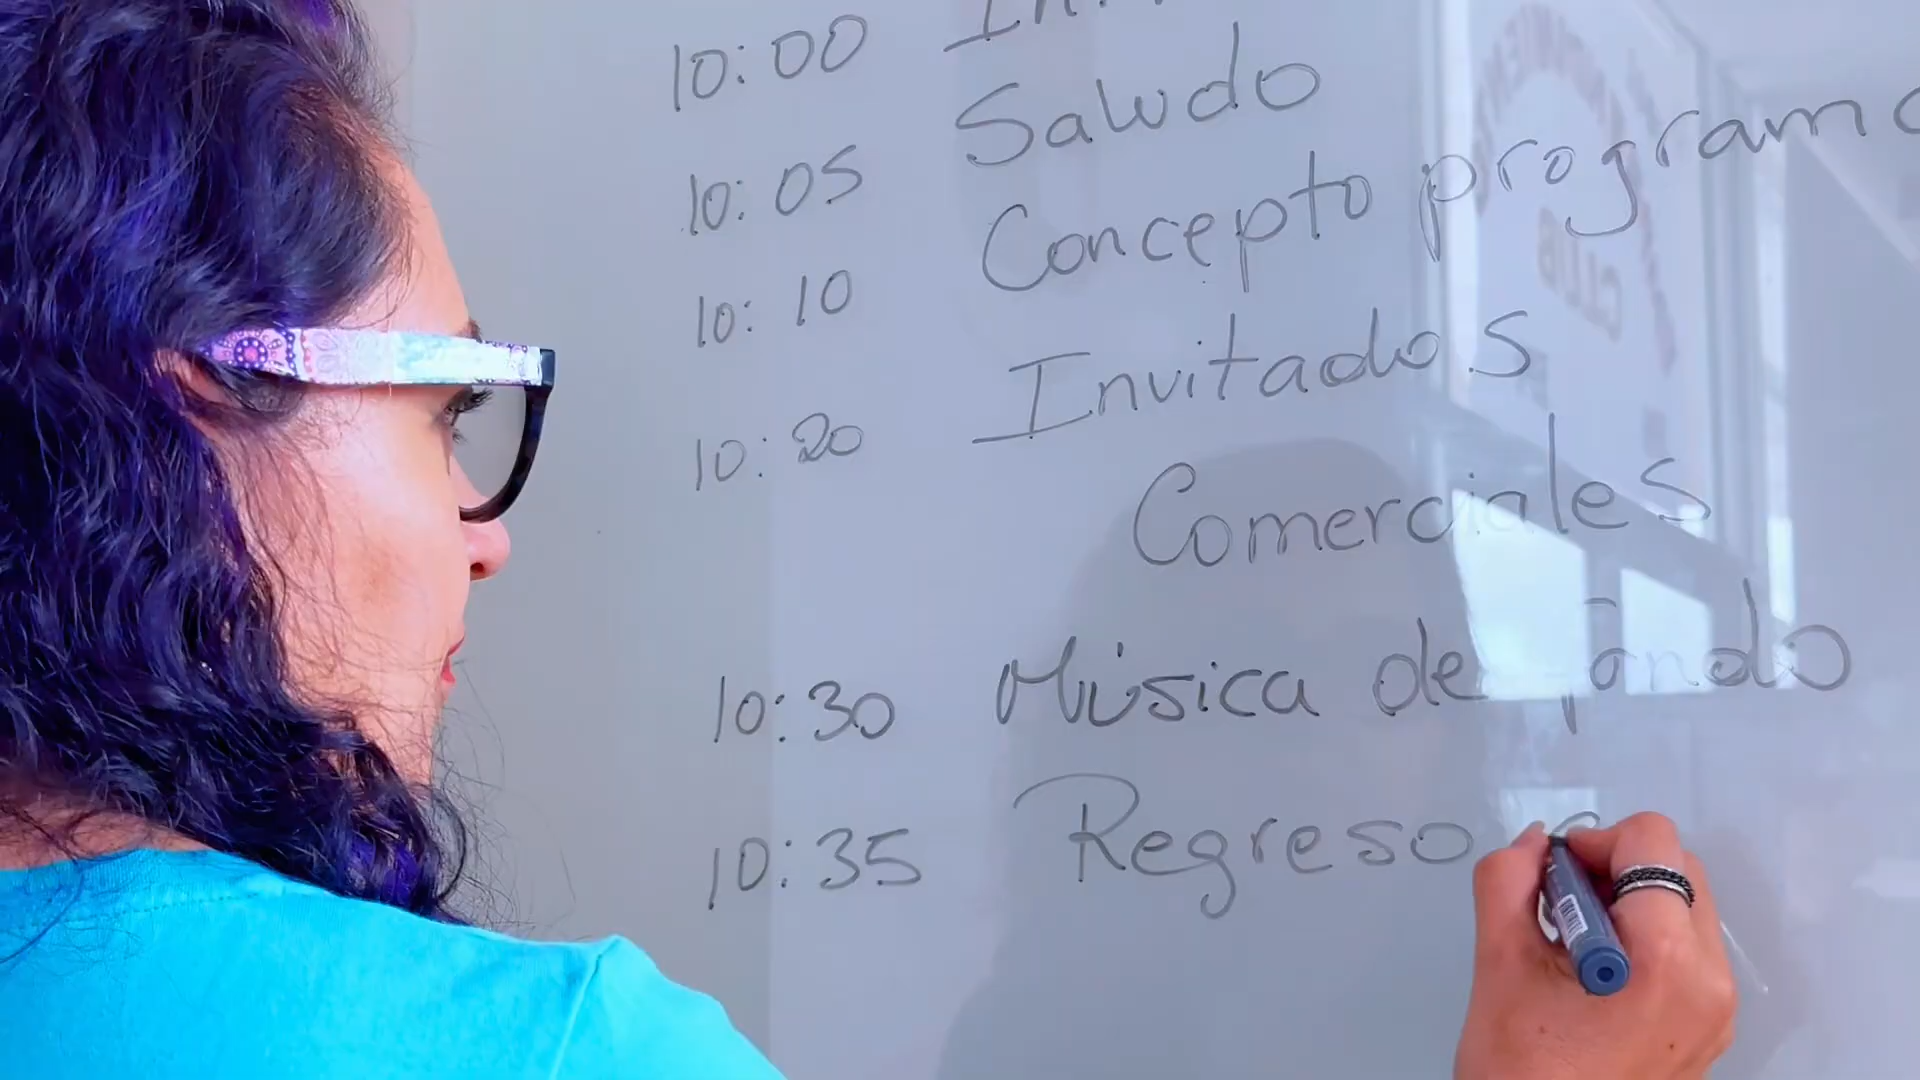 10:00
10:05 Saludo
10:10 Concepto
10:20 Invitados
Comerciales
10:30 Música de fondo
10:35 Regreso
CLUB